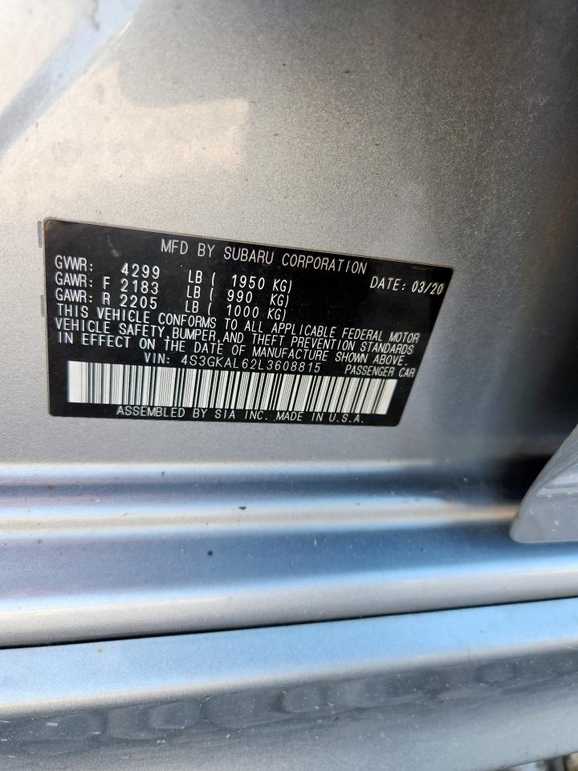 MFD BY SUBARU CORPORATION
GVWR: 4299 LB ( 1950 KG) DATE: 03/20
GAWR: F 2183 LB ( 990 KG)
GAWR: R 2205 LB ( 1000 KG)
THIS VEHICLE CONFORMS TO ALL APPLICABLE FEDERAL MOTOR
VEHICLE SAFETY, BUMPER, AND THEFT PREVENTION STANDARDS
IN EFFECT ON THE DATE OF MANUFACTURE SHOWN ABOVE.
VIN: 4S3GKAL62L3608815 PASSENGER CAR
ASSEMBLED BY SIA INC. MADE IN U.S.A.